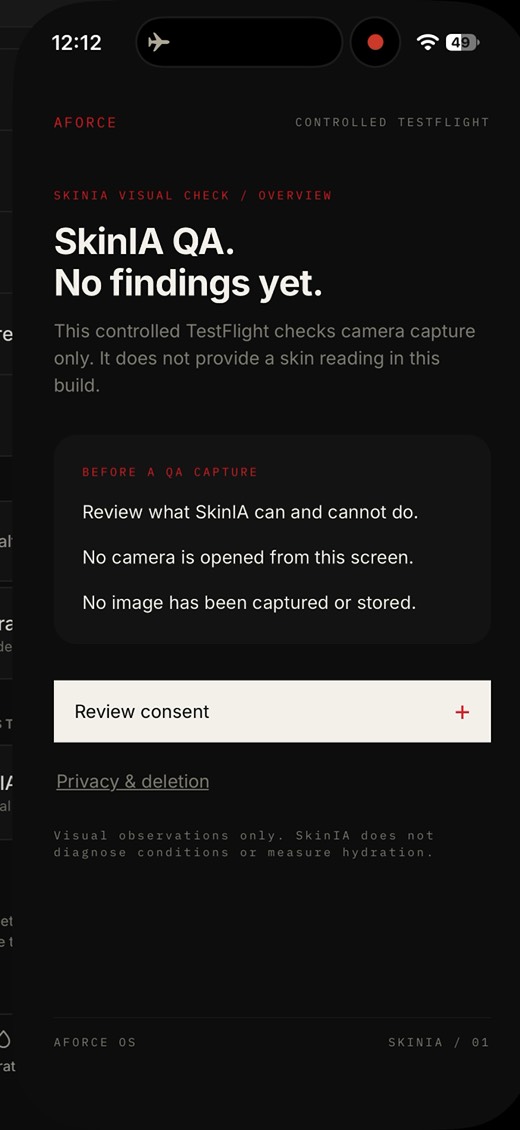 12:12
49
AFORCE
CONTROLLED TESTFLIGHT
SKINIA VISUAL CHECK / OVERVIEW
SkinIA QA.
No findings yet.
This controlled TestFlight checks camera capture
only. It does not provide a skin reading in this
build.
BEFORE A QA CAPTURE
Review what SkinIA can and cannot do.
No camera is opened from this screen.
No image has been captured or stored.
Review consent
Privacy & deletion
Visual observations only. SkinIA does not
diagnose conditions or measure hydration.
AFORCE OS
SKINIA / 01